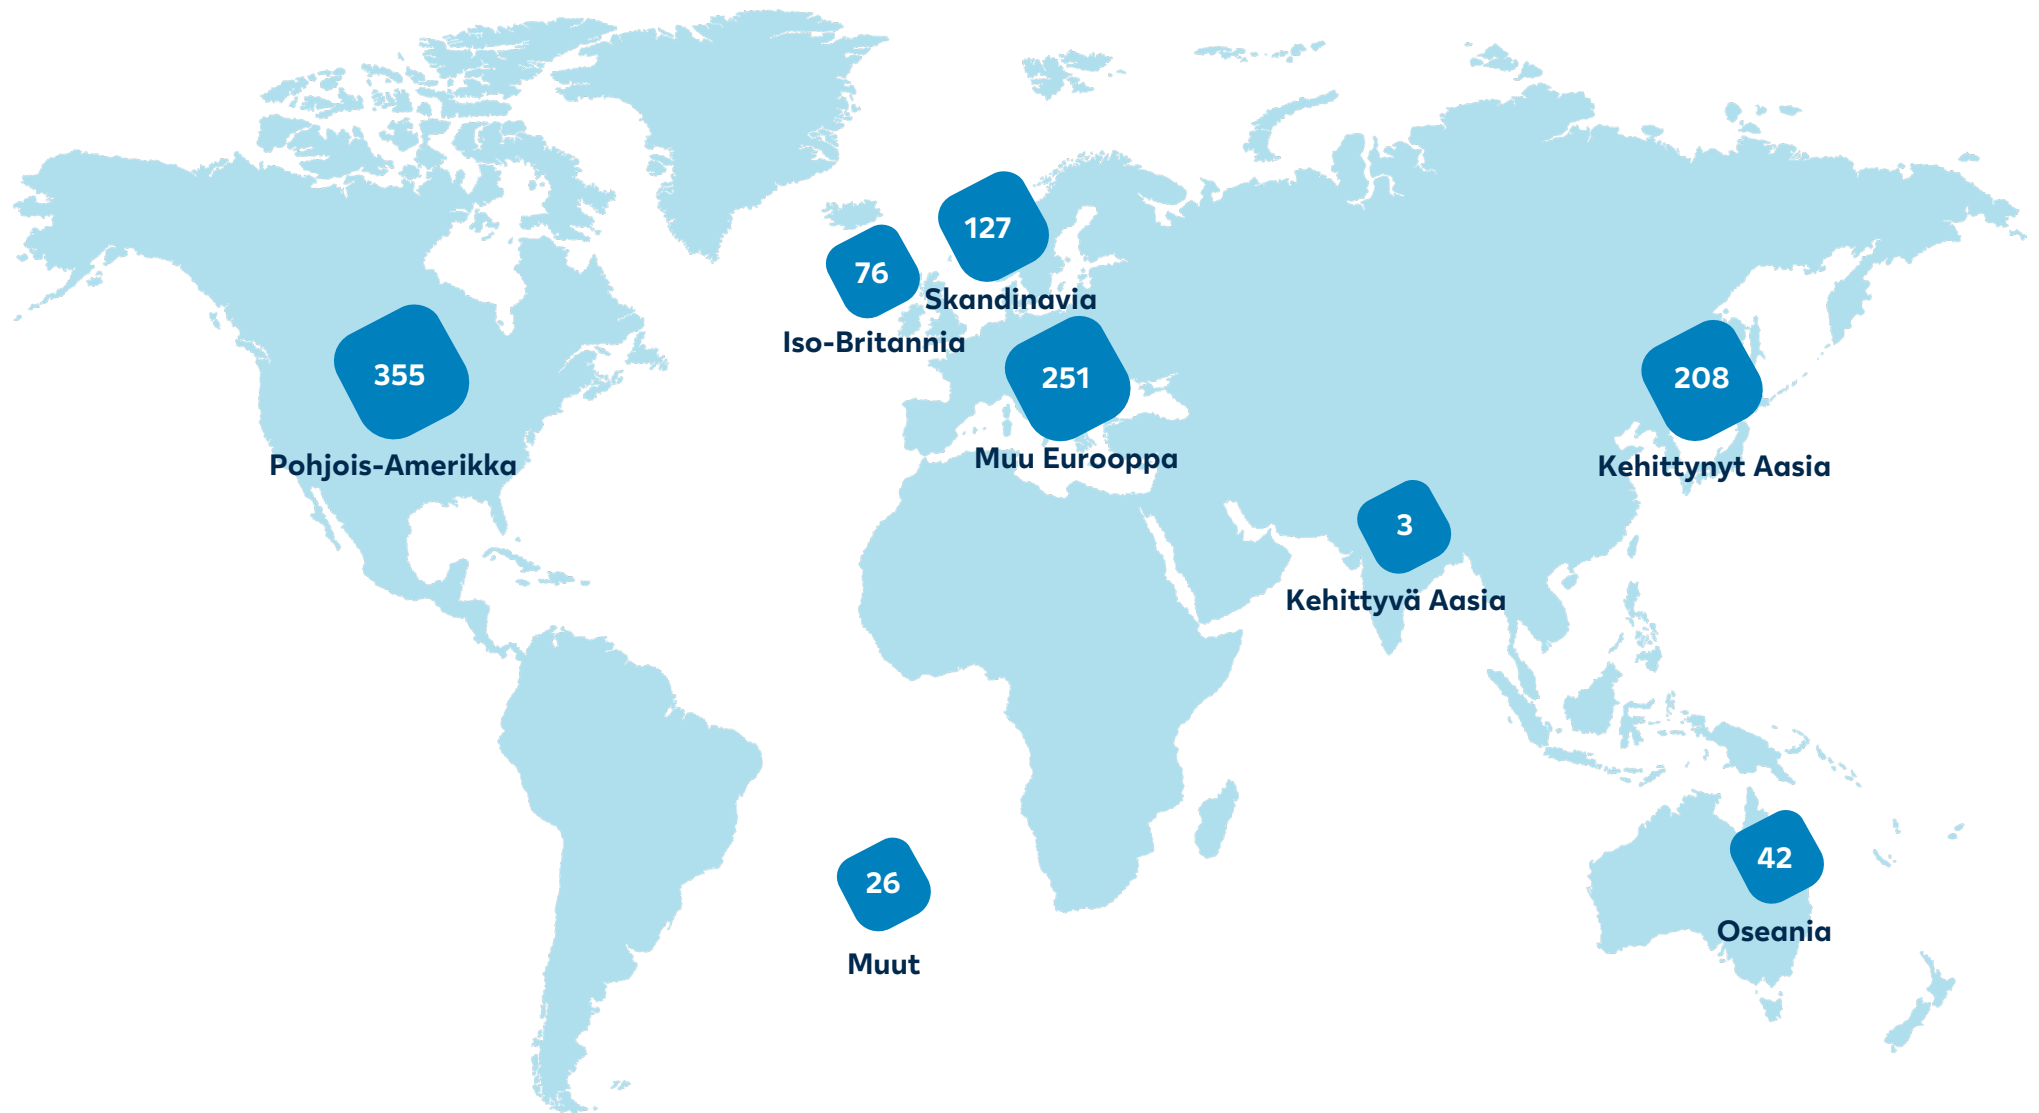 127
Skandinavia
76
Iso-Britannia
355
Pohjois-Amerikka
251
Muu Eurooppa
208
Kehittynyt Aasia
3
Kehittyvä Aasia
26
Muut
42
Oseania